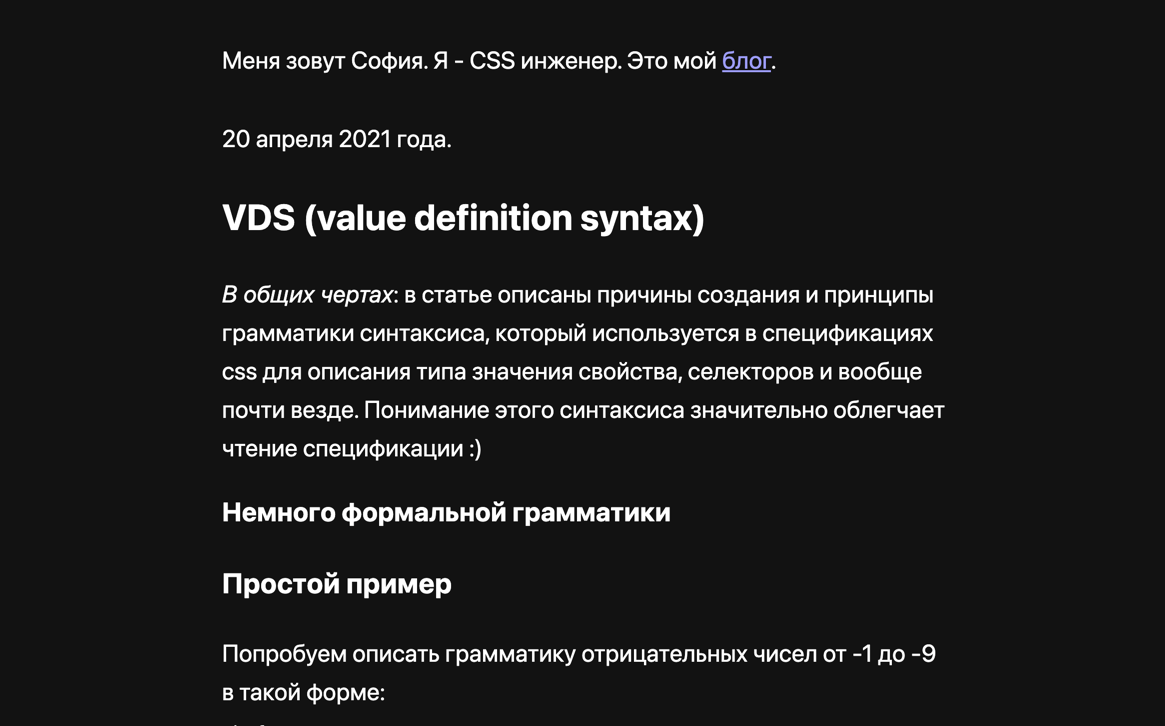 Меня зовут София. Я - CSS инженер. Это мой блог.
20 апреля 2021 года.
VDS (value definition syntax)
В общих чертах: в статье описаны причины создания и принципы
грамматики синтаксиса, который используется в спецификациях
css для описания типа значения свойства, селекторов и вообще
почти везде. Понимание этого синтаксиса значительно облегчает
чтение спецификации :)
Немного формальной грамматики
Простой пример
Попробуем описать грамматику отрицательных чисел от -1 до -9
в такой форме: